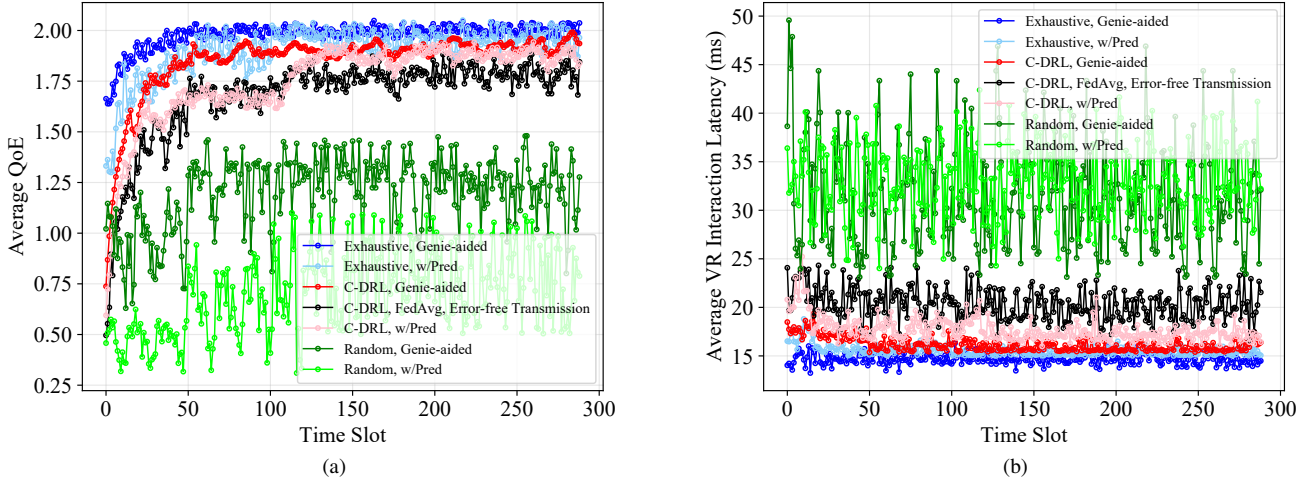 Average QoE
2.00
1.75
1.50
1.25
1.00
0.75
0.50
0.25
Exhaustive, Genie-aided
Exhaustive, w/Pred
C-DRL, Genie-aided
C-DRL, FedAvg, Error-free Transmission
C-DRL, w/Pred
Random, Genie-aided
Random, w/Pred
0 50 100 150 200 250 300
Time Slot
(a)
Average VR Interaction Latency (ms)
50
45
40
35
30
25
20
15
Exhaustive, Genie-aided
Exhaustive, w/Pred
C-DRL, Genie-aided
C-DRL, FedAvg, Error-free Transmission
C-DRL, w/Pred
Random, Genie-aided
Random, w/Pred
0 50 100 150 200 250 300
Time Slot
(b)